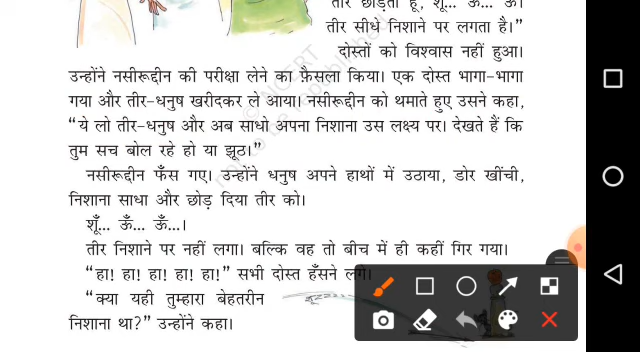 तीर छोड़ता हूँ, शूँ... ऊँ... ऊँ।
तीर सीधे निशाने पर लगता है।”
दोस्तों को विश्वास नहीं हुआ।
उन्होंने नसीरूद्दीन की परीक्षा लेने का फ़ैसला किया। एक दोस्त भागा-भागा
गया और तीर-धनुष खरीदकर ले आया। नसीरूद्दीन को थमाते हुए उसने कहा,
“ये लो तीर-धनुष और अब साधो अपना निशाना उस लक्ष्य पर। देखते हैं कि
तुम सच बोल रहे हो या झूठ।”
नसीरूद्दीन फँस गए। उन्होंने धनुष अपने हाथों में उठाया, डोर खींची,
निशाना साधा और छोड़ दिया तीर को।
शूँ... ऊँ... ऊँ...।
तीर निशाने पर नहीं लगा। बल्कि वह तो बीच में ही कहीं गिर गया।
“हा! हा! हा! हा! हा!” सभी दोस्त हँसने लगे।
“क्या यही तुम्हारा बेहतरीन
निशाना था?” उन्होंने कहा।